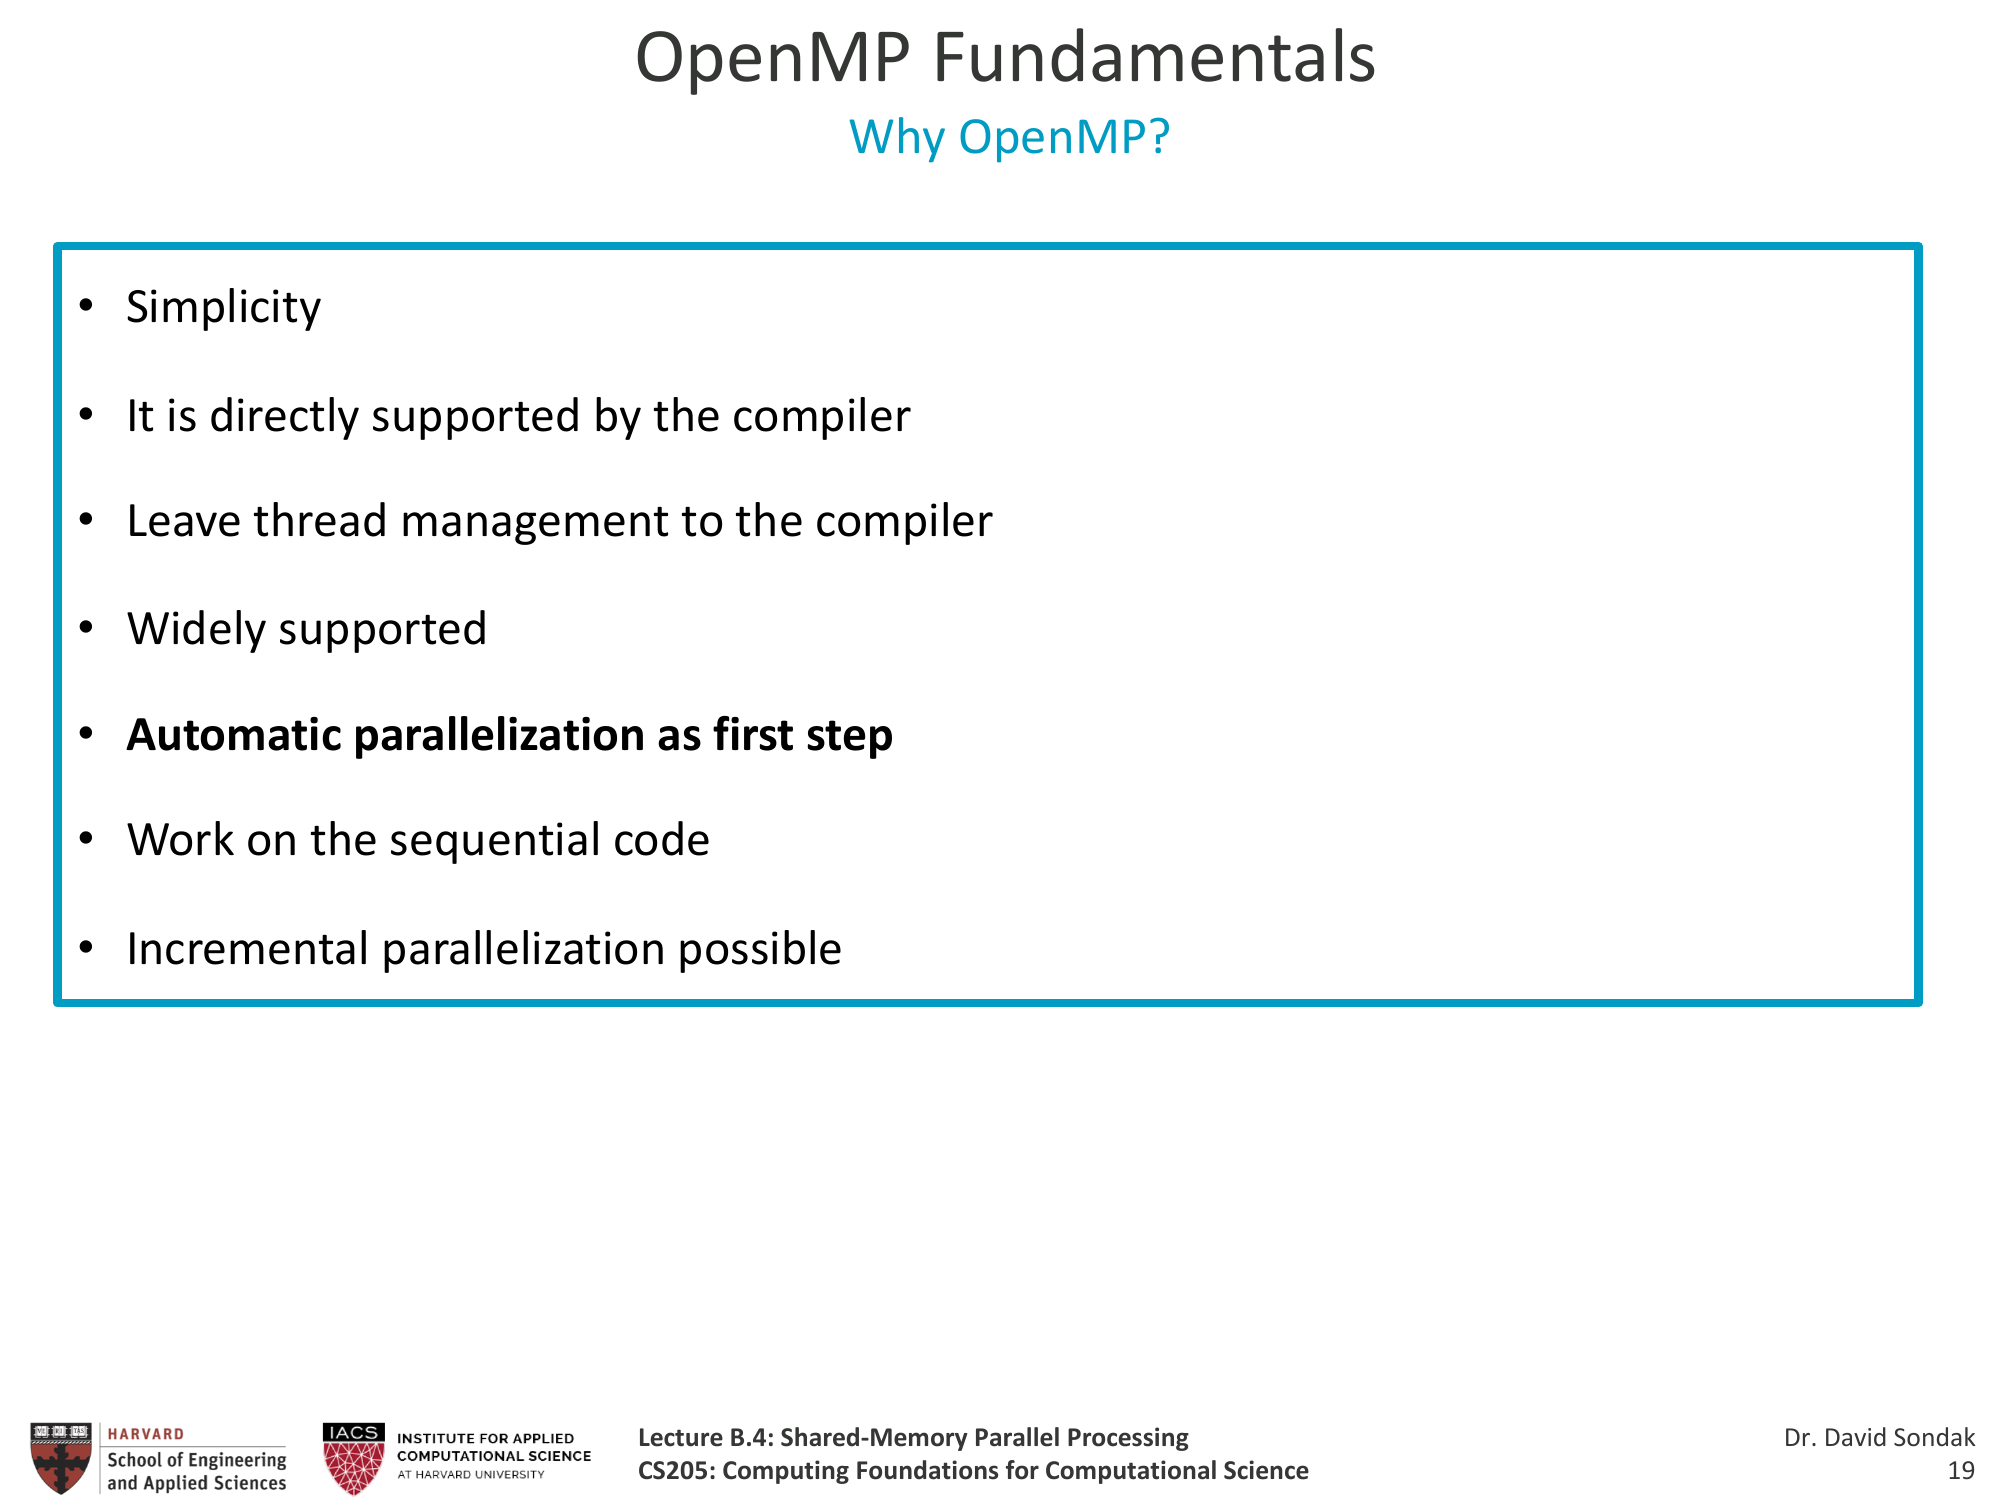 OpenMP Fundamentals
Why OpenMP?
• Simplicity
• It is directly supported by the compiler
• Leave thread management to the compiler
• Widely supported
• Automatic parallelization as first step
• Work on the sequential code
• Incremental parallelization possible
HARVARD
School of Engineering
and Applied Sciences
IACS
INSTITUTE FOR APPLIED
COMPUTATIONAL SCIENCE
AT HARVARD UNIVERSITY
Lecture B.4: Shared-Memory Parallel Processing
CS205: Computing Foundations for Computational Science
Dr. David Sondak
19